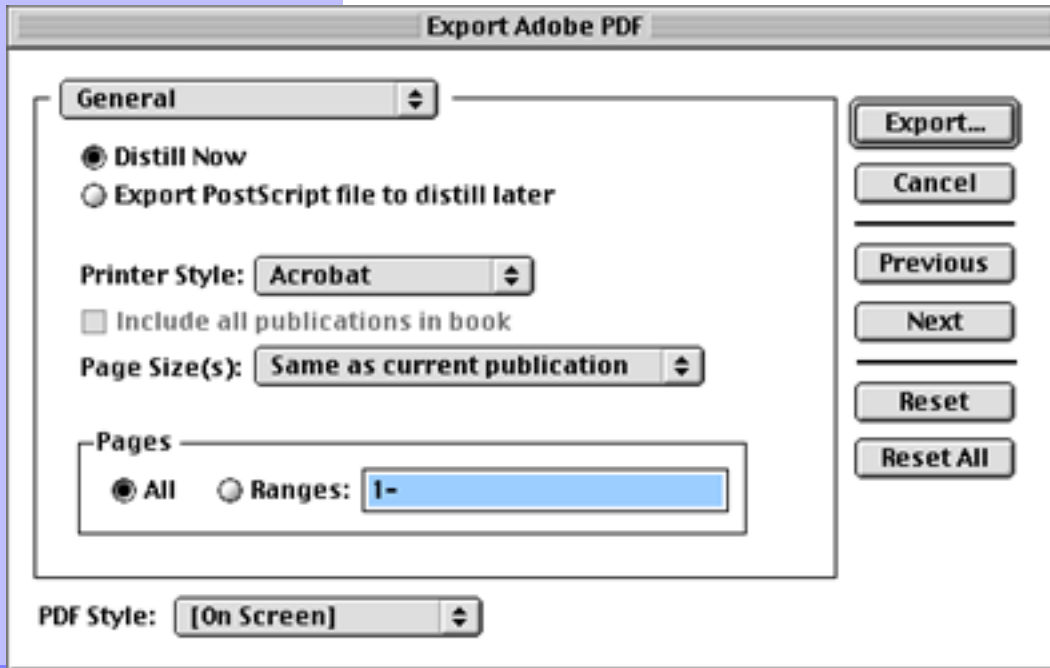 Export Adobe PDF
General
Distill Now
Export PostScript file to distill later
Printer Style: Acrobat
Include all publications in book
Page Size(s): Same as current publication
Pages
All Ranges: 1-
PDF Style: [On Screen]
Export...
Cancel
Previous
Next
Reset
Reset All